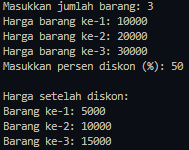 Masukkan jumlah barang: 3
Harga barang ke-1: 10000
Harga barang ke-2: 20000
Harga barang ke-3: 30000
Masukkan persen diskon (%): 50

Harga setelah diskon:
Barang ke-1: 5000
Barang ke-2: 10000
Barang ke-3: 15000